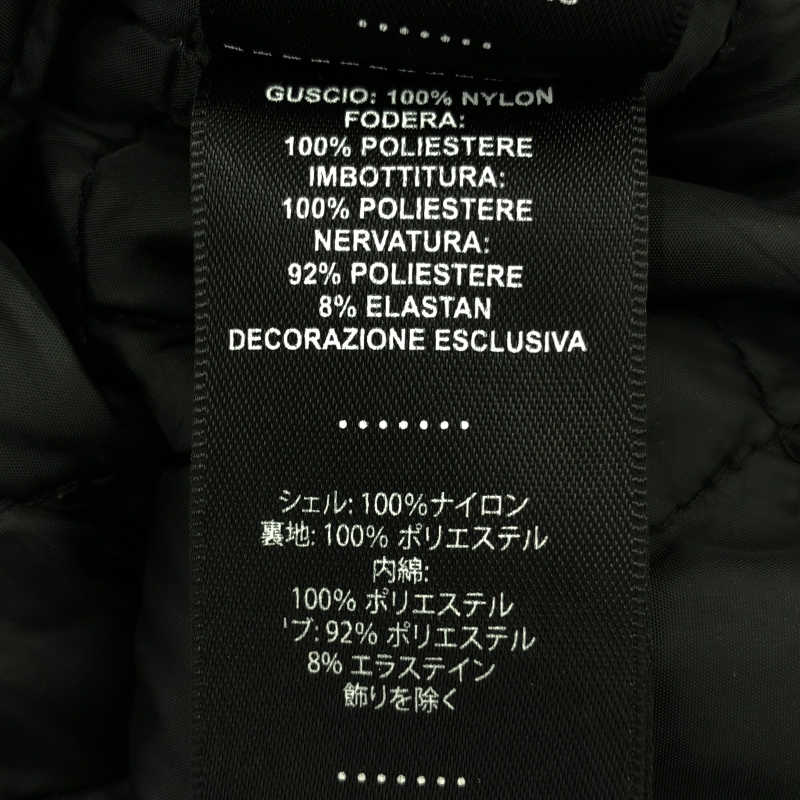 GUSCIO: 100% NYLON
FODERA:
100% POLIESTERE
IMBOTTITURA:
100% POLIESTERE
NERVATURA:
92% POLIESTERE
8% ELASTAN
DECORAZIONE ESCLUSIVA
シェル: 100%ナイロン
裏地: 100% ポリエステル
内綿:
100% ポリエステル
'ブ: 92% ポリエステル
8% エラステイン
飾りを除く